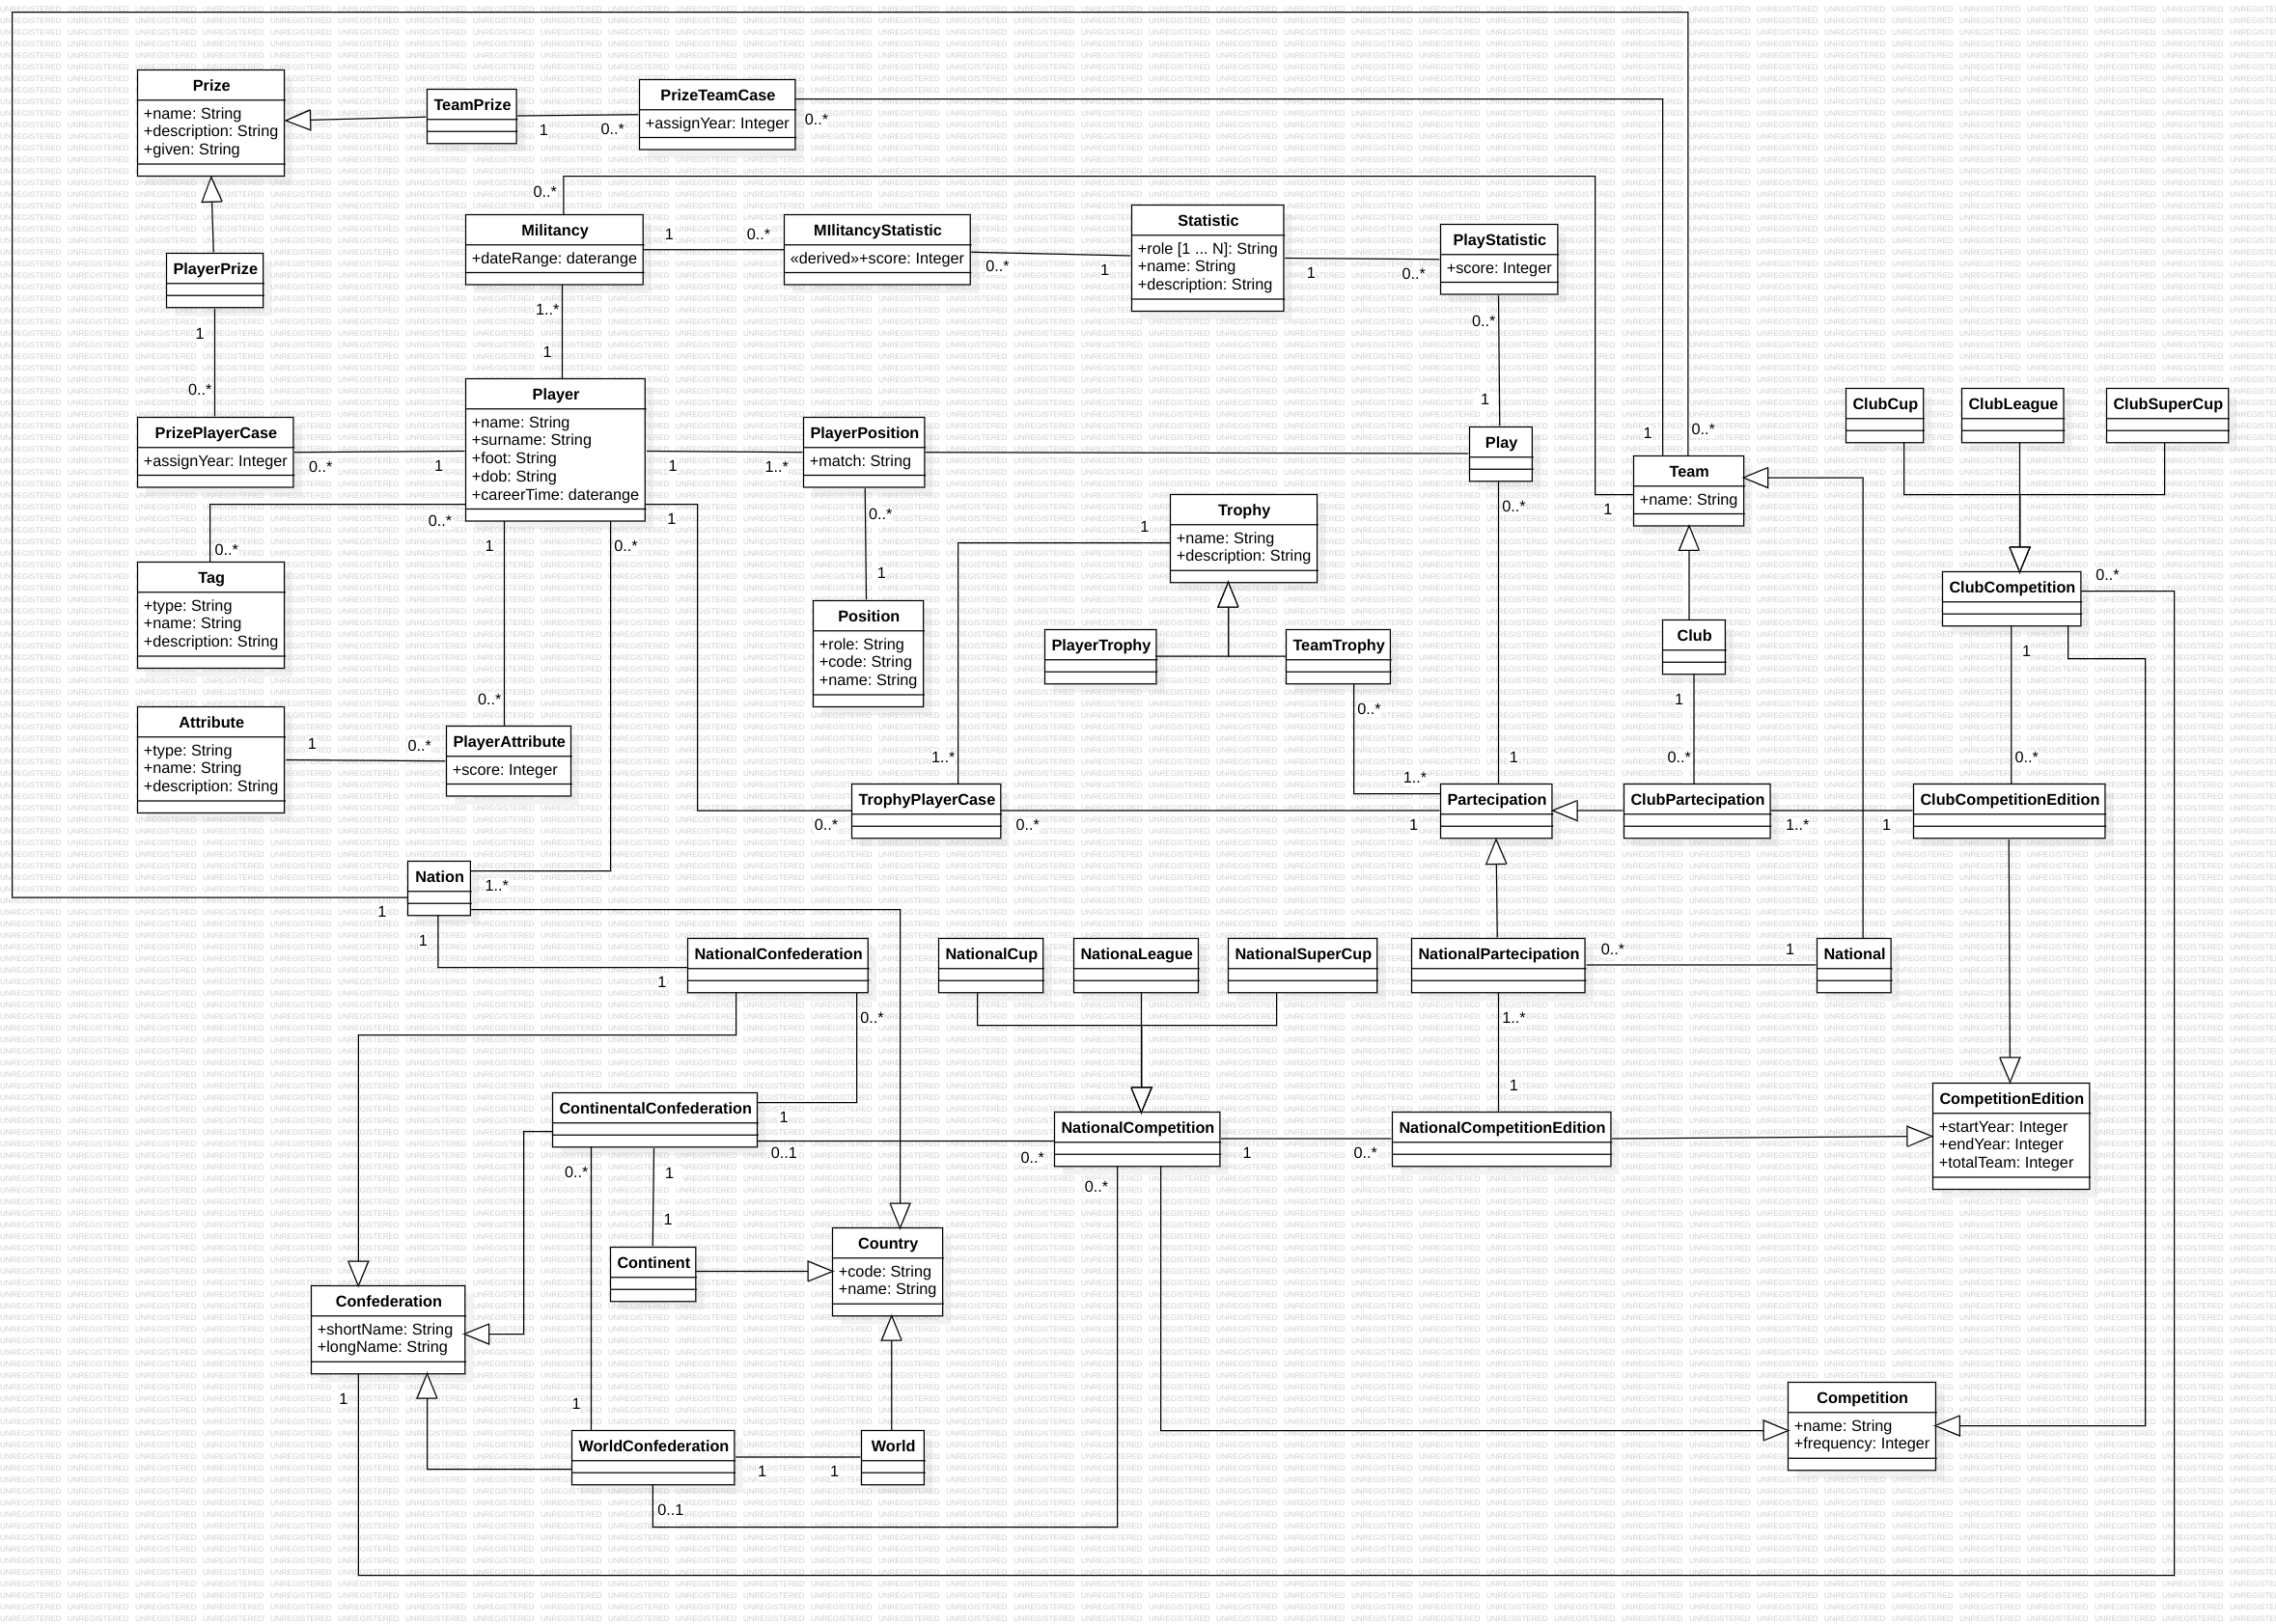 Prize
+name: String
+description: String
+given: String
TeamPrize
1
0..*
PrizeTeamCase
+assignYear: Integer
0..*
0..*
Militancy
+dateRange: daterange
1
0..*
MIlitancyStatistic
«derived»+score: Integer
0..*
1
Statistic
+role [1 ... N]: String
+name: String
+description: String
1
0..*
PlayStatistic
+score: Integer
PlayerPrize
1
0..*
1..*
1
0..*
1
Player
+name: String
+surname: String
+foot: String
+dob: String
+careerTime: daterange
PrizePlayerCase
+assignYear: Integer
0..*
1
1
1..*
PlayerPosition
+match: String
Play
1
0..*
Team
+name: String
1
ClubCup
ClubLeague
ClubSuperCup
0..*
0..*
1
0..*
1
0..*
0..*
1
Trophy
+name: String
+description: String
Tag
+type: String
+name: String
+description: String
1
Position
+role: String
+code: String
+name: String
PlayerTrophy
TeamTrophy
Club
ClubCompetition
0..*
1
0..*
0..*
1
Attribute
+type: String
+name: String
+description: String
1
0..*
PlayerAttribute
+score: Integer
1..*
1..*
1
0..*
0..*
TrophyPlayerCase
0..*
0..*
1
Partecipation
ClubPartecipation
1..*
1
ClubCompetitionEdition
Nation
1..*
1
1
1
NationalConfederation
0..*
NationalCup
NationaLeague
NationalSuperCup
NationalPartecipation
0..*
1
National
1..*
1
ContinentalConfederation
1
0..1
0..*
NationalCompetition
1
0..*
NationalCompetitionEdition
CompetitionEdition
+startYear: Integer
+endYear: Integer
+totalTeam: Integer
0..*
1
1
0..*
Continent
Country
+code: String
+name: String
Confederation
+shortName: String
+longName: String
1
1
WorldConfederation
1
1
World
0..1
Competition
+name: String
+frequency: Integer
UNREGISTERED